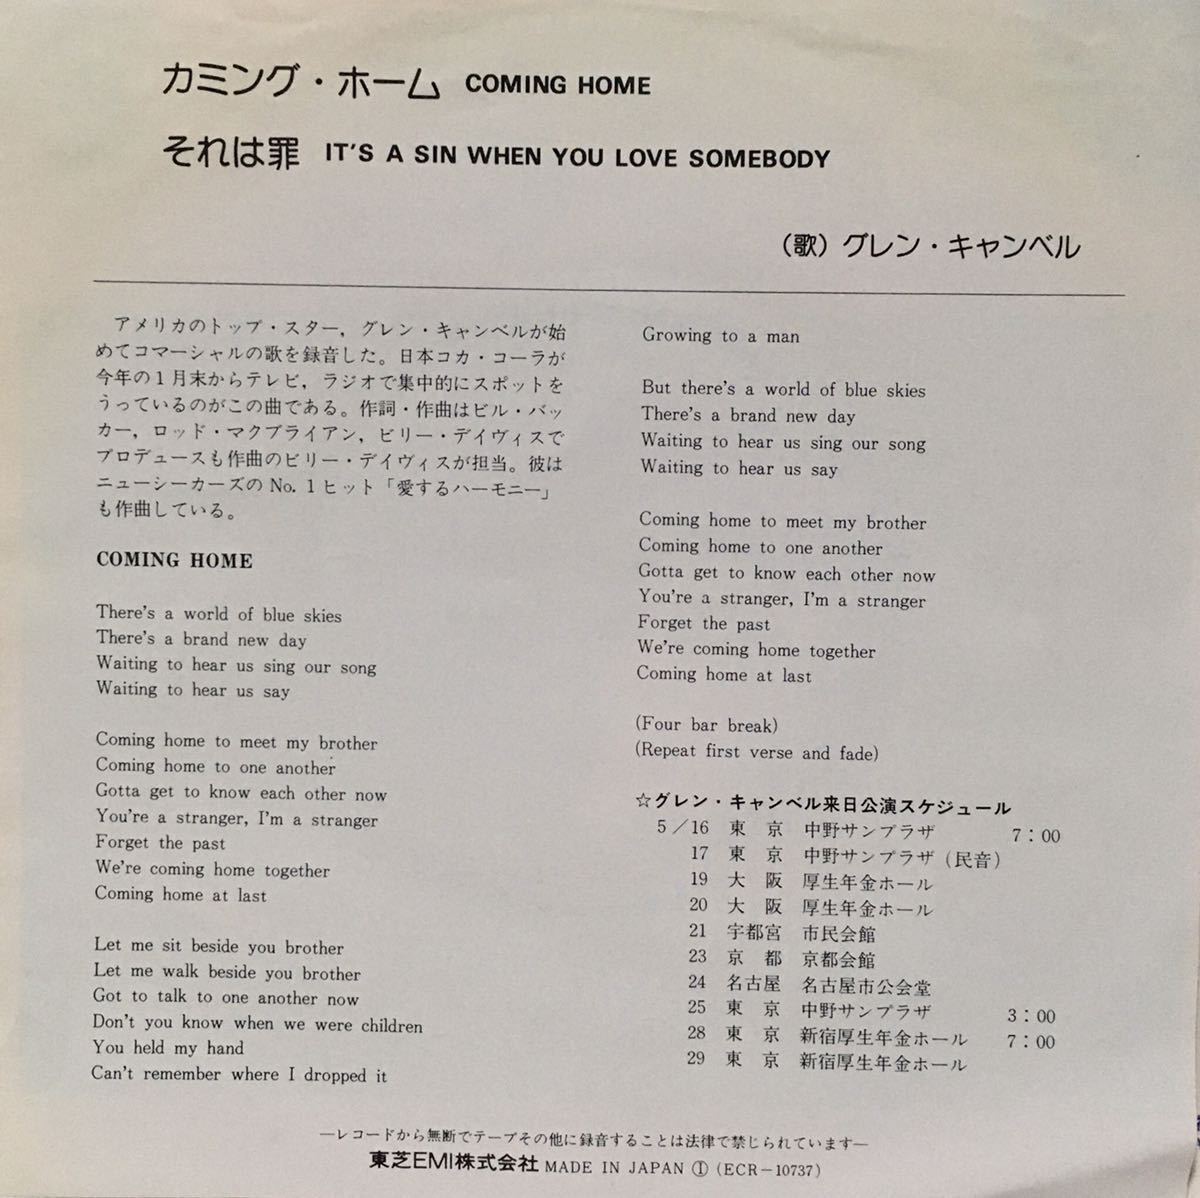 カミング・ホーム COMING HOME
それは罪 IT'S A SIN WHEN YOU LOVE SOMEBODY
（歌）グレン・キャンベル
アメリカのトップ・スター，グレン・キャンベルが始
めてコマーシャルの歌を録音した。日本コカ・コーラが
今年の1月末からテレビ，ラジオで集中的にスポットを
うっているのがこの曲である。作詞・作曲はビル・バッ
カー，ロッド・マクブライアン，ビリー・デイヴィスで
プロデュースも作曲のビリー・デイヴィスが担当。彼は
ニューシーカーズのNo. 1ヒット「愛するハーモニー」
も作曲している。
COMING HOME
There's a world of blue skies
There's a brand new day
Waiting to hear us sing our song
Waiting to hear us say
Coming home to meet my brother
Coming home to one another
Gotta get to know each other now
You're a stranger, I'm a stranger
Forget the past
We're coming home together
Coming home at last
Let me sit beside you brother
Let me walk beside you brother
Got to talk to one another now
Don't you know when we were children
You held my hand
Can't remember where I dropped it
Growing to a man
But there's a world of blue skies
There's a brand new day
Waiting to hear us sing our song
Waiting to hear us say
Coming home to meet my brother
Coming home to one another
Gotta get to know each other now
You're a stranger, I'm a stranger
Forget the past
We're coming home together
Coming home at last
(Four bar break)
(Repeat first verse and fade)
☆グレン・キャンベル来日公演スケジュール
5／16 東 京 中野サンプラザ 7：00
17 東 京 中野サンプラザ（民音）
19 大 阪 厚生年金ホール
20 大 阪 厚生年金ホール
21 宇都宮 市民会館
23 京 都 京都会館
24 名古屋 名古屋市公会堂
25 東 京 中野サンプラザ 3：00
28 東 京 新宿厚生年金ホール 7：00
29 東 京 新宿厚生年金ホール
—レコードから無断でテープその他に録音することは法律で禁じられています—
東芝EMI株式会社 MADE IN JAPAN Ⓘ (ECR－10737)